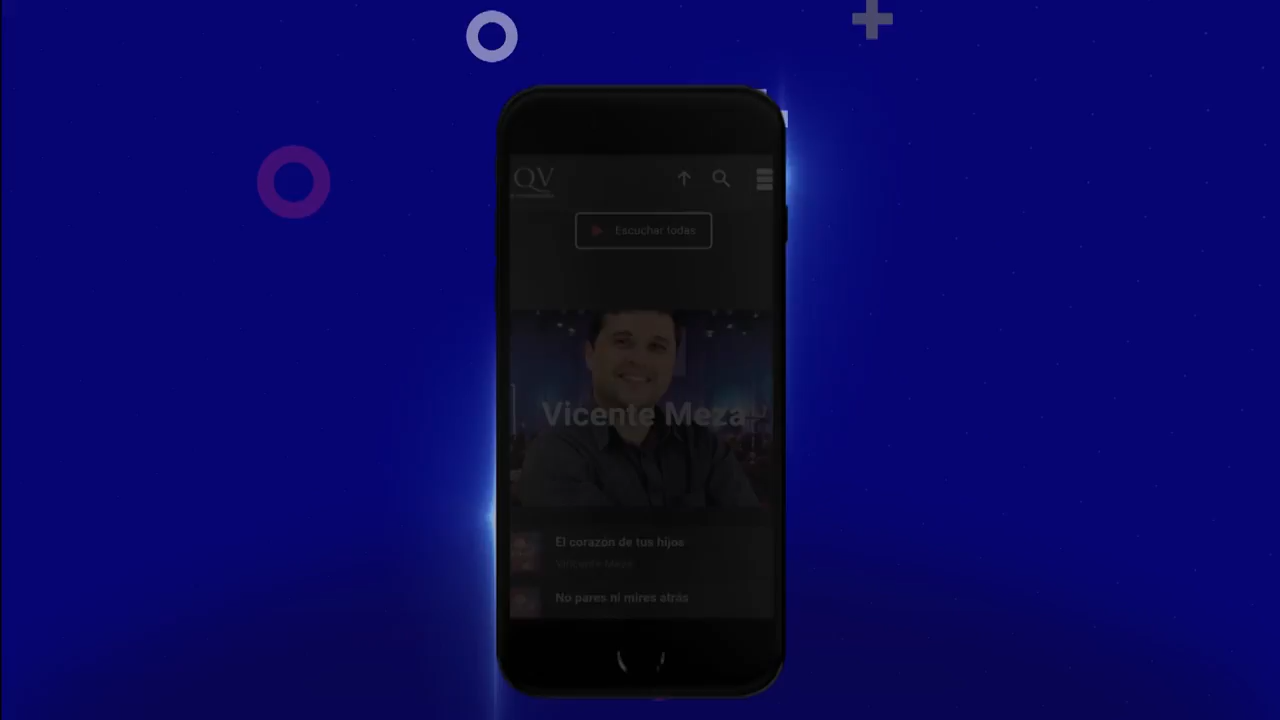 QV
Escuchar todas
Vicente Meza
El corazon de tus hijos
No pares ni mires atrás